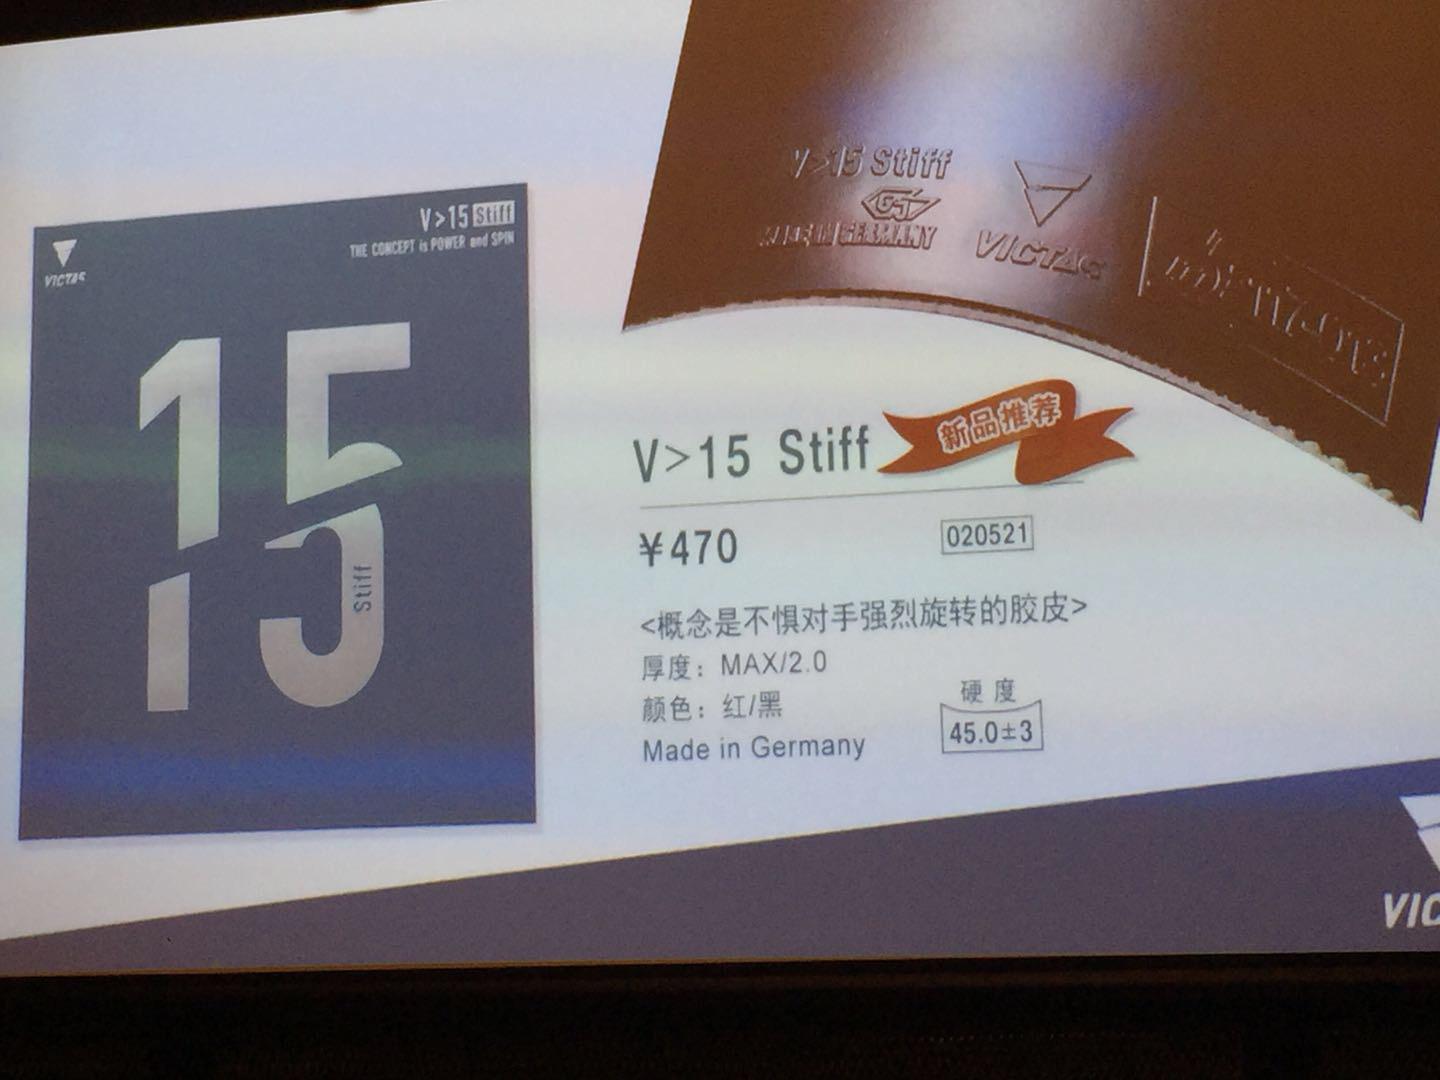 VICTAS
V>15 Stiff
THE CONCEPT is POWER and SPIN
15
Stiff
V>15 Stiff
MADE IN GERMANY
VICTAS
V>15 Stiff
新品推荐
¥470
020521
<概念是不惧对手强烈旋转的胶皮>
厚度：MAX/2.0
颜色：红/黑
硬度
45.0±3
Made in Germany
VIC